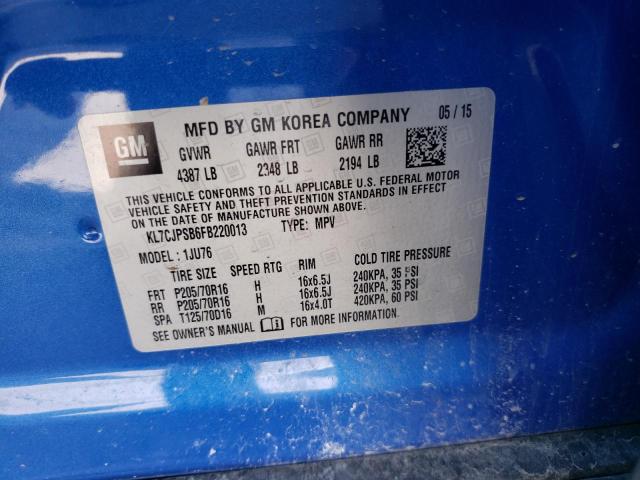 GM
MFD BY GM KOREA COMPANY 05 / 15
GVWR GAWR FRT GAWR RR
4387 LB 2348 LB 2194 LB
THIS VEHICLE CONFORMS TO ALL APPLICABLE U.S. FEDERAL MOTOR
VEHICLE SAFETY AND THEFT PREVENTION STANDARDS IN EFFECT
ON THE DATE OF MANUFACTURE SHOWN ABOVE.
KL7CJPSB6FB220013 TYPE: MPV
MODEL: 1JU76
TIRE SIZE SPEED RTG RIM COLD TIRE PRESSURE
FRT P205/70R16 H 16x6.5J 240KPA, 35 PSI
RR P205/70R16 H 16x6.5J 240KPA, 35 PSI
SPA T125/70D16 M 16x4.0T 420KPA, 60 PSI
SEE OWNER'S MANUAL FOR MORE INFORMATION.